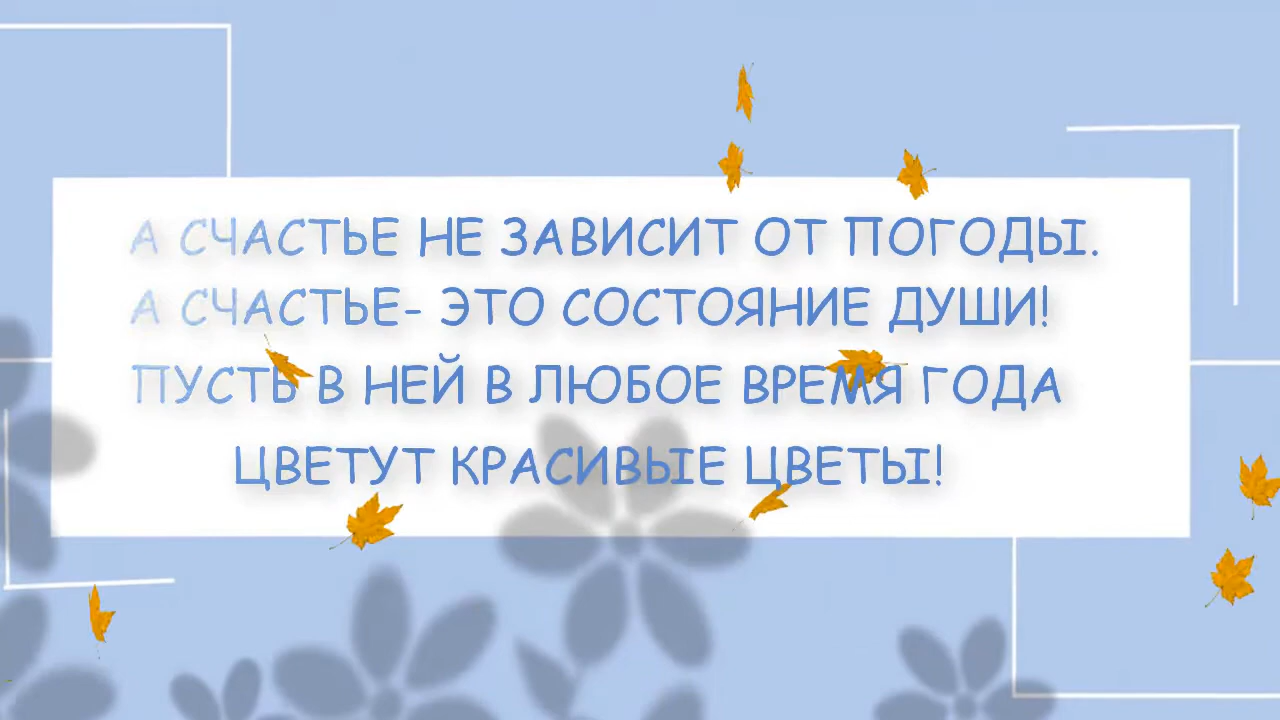 А СЧАСТЬЕ НЕ ЗАВИСИТ ОТ ПОГОДЫ.
А СЧАСТЬЕ- ЭТО СОСТОЯНИЕ ДУШИ!
ПУСТЬ В НЕЙ В ЛЮБОЕ ВРЕМЯ ГОДА
ЦВЕТУТ КРАСИВЫЕ ЦВЕТЫ!